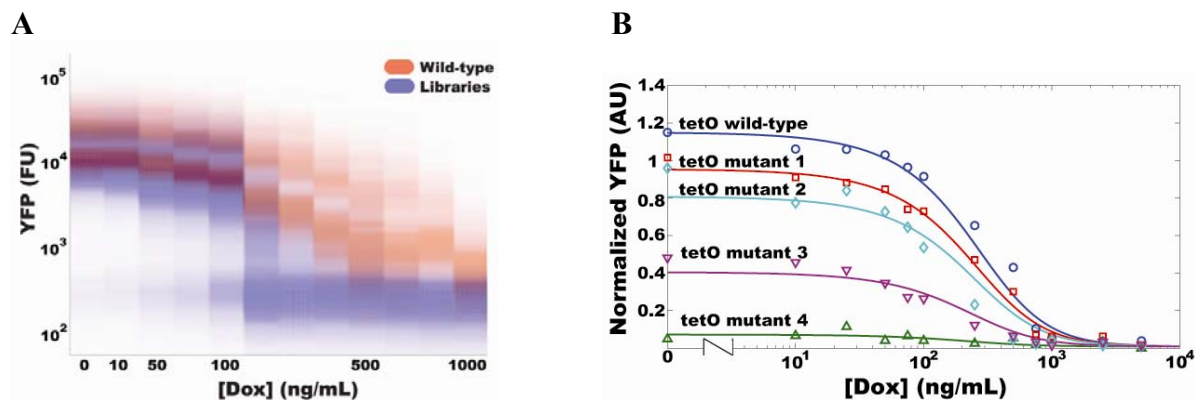 A
10⁵
10⁴
10³
10²
YFP (FU)
Wild-type
Libraries
0 10 50 100 500 1000
[Dox] (ng/mL)
B
1.4
1.2
1
0.8
0.6
0.4
0.2
Normalized YFP (AU)
tetO wild-type
tetO mutant 1
tetO mutant 2
tetO mutant 3
tetO mutant 4
0 10¹ 10² 10³ 10⁴
[Dox] (ng/mL)